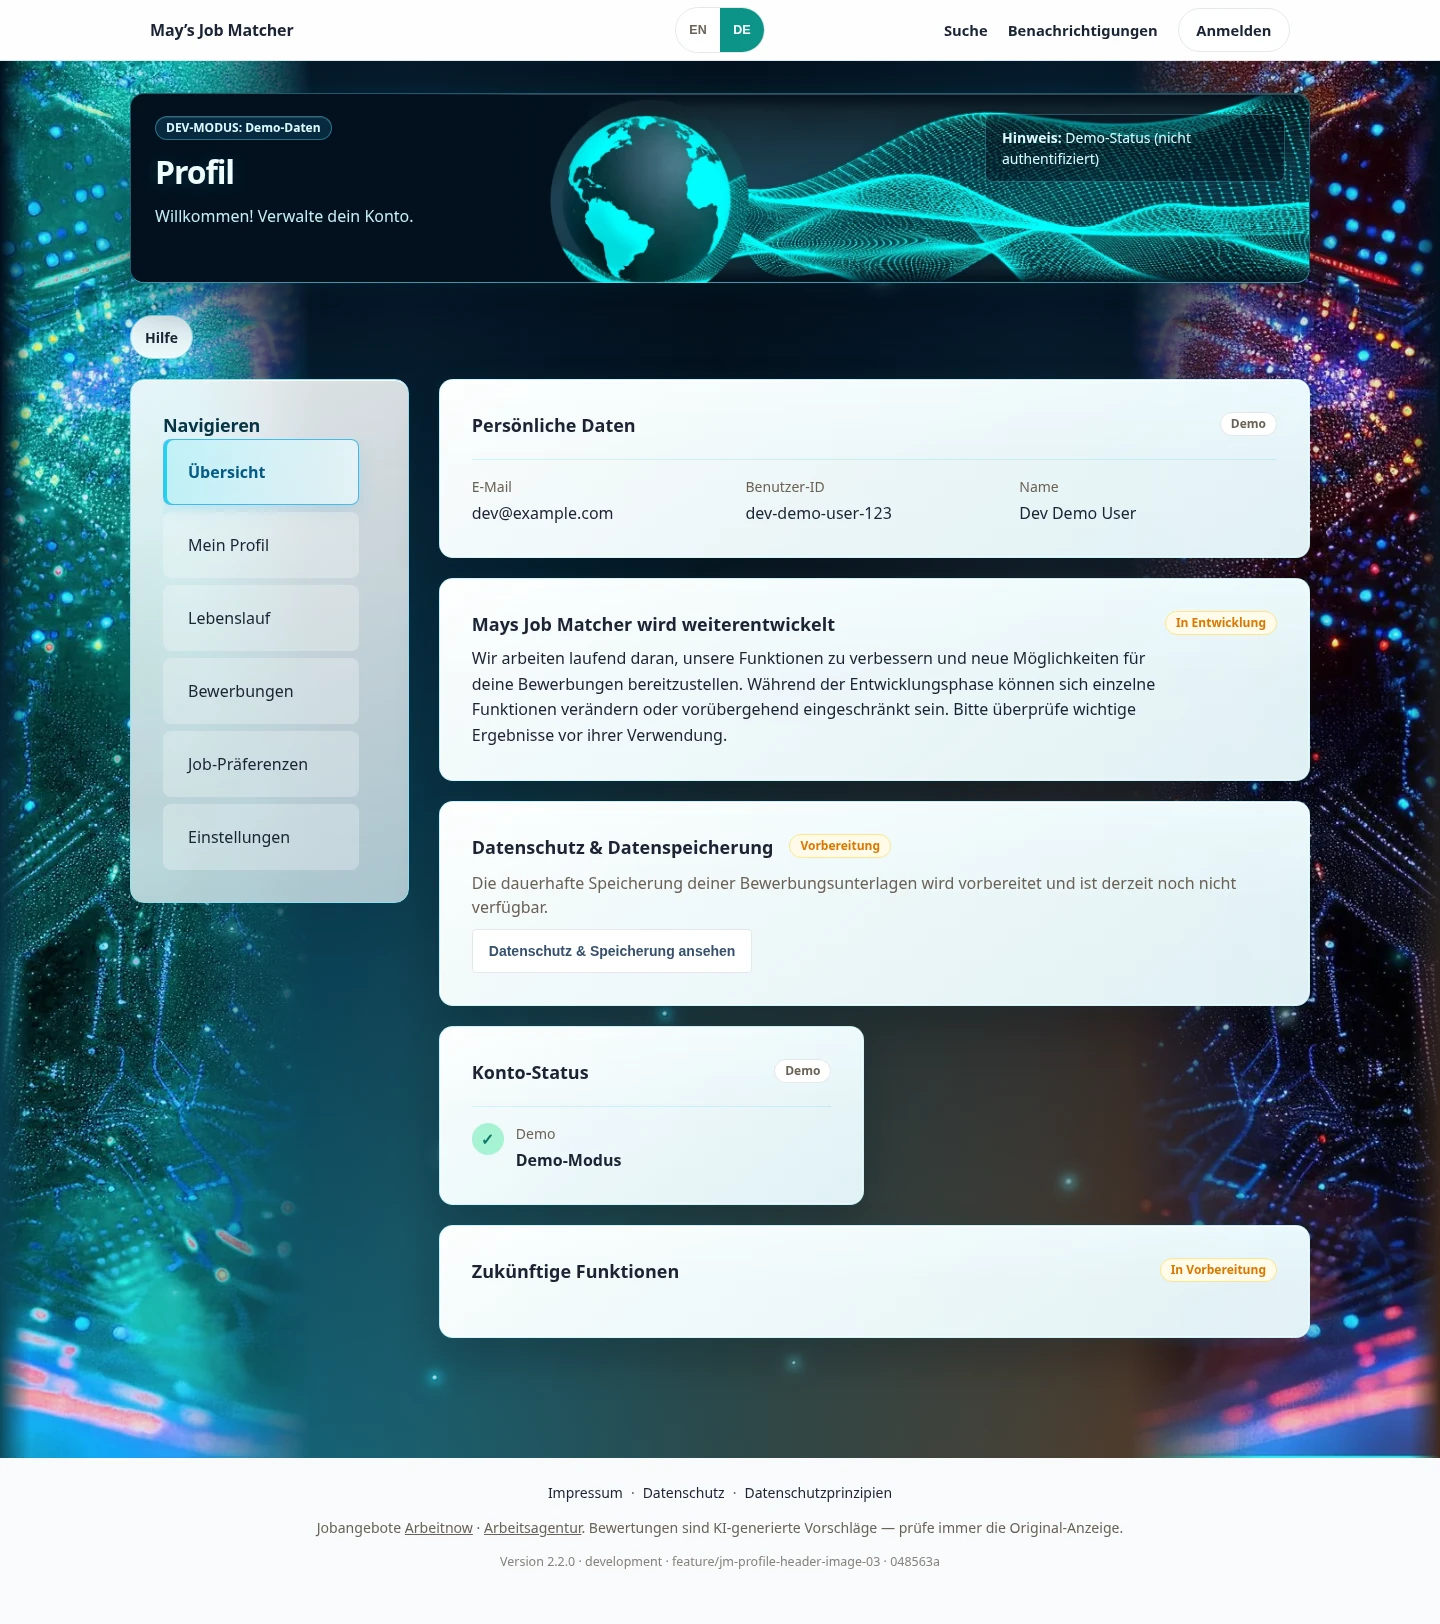 May’s Job Matcher
EN
DE
Suche
Benachrichtigungen
Anmelden
DEV-MODUS: Demo-Daten
Profil
Willkommen! Verwalte dein Konto.
Hinweis: Demo-Status (nicht
authentifiziert)
Hilfe
Navigieren
Übersicht
Mein Profil
Lebenslauf
Bewerbungen
Job-Präferenzen
Einstellungen
Persönliche Daten
Demo
E-Mail
dev@example.com
Benutzer-ID
dev-demo-user-123
Name
Dev Demo User
Mays Job Matcher wird weiterentwickelt
In Entwicklung
Wir arbeiten laufend daran, unsere Funktionen zu verbessern und neue Möglichkeiten für
deine Bewerbungen bereitzustellen. Während der Entwicklungsphase können sich einzelne
Funktionen verändern oder vorübergehend eingeschränkt sein. Bitte überprüfe wichtige
Ergebnisse vor ihrer Verwendung.
Datenschutz & Datenspeicherung
Vorbereitung
Die dauerhafte Speicherung deiner Bewerbungsunterlagen wird vorbereitet und ist derzeit noch nicht
verfügbar.
Datenschutz & Speicherung ansehen
Konto-Status
Demo
✓
Demo
Demo-Modus
Zukünftige Funktionen
In Vorbereitung
Impressum · Datenschutz · Datenschutzprinzipien
Jobangebote Arbeitnow · Arbeitsagentur. Bewertungen sind KI-generierte Vorschläge — prüfe immer die Original-Anzeige.
Version 2.2.0 · development · feature/jm-profile-header-image-03 · 048563a